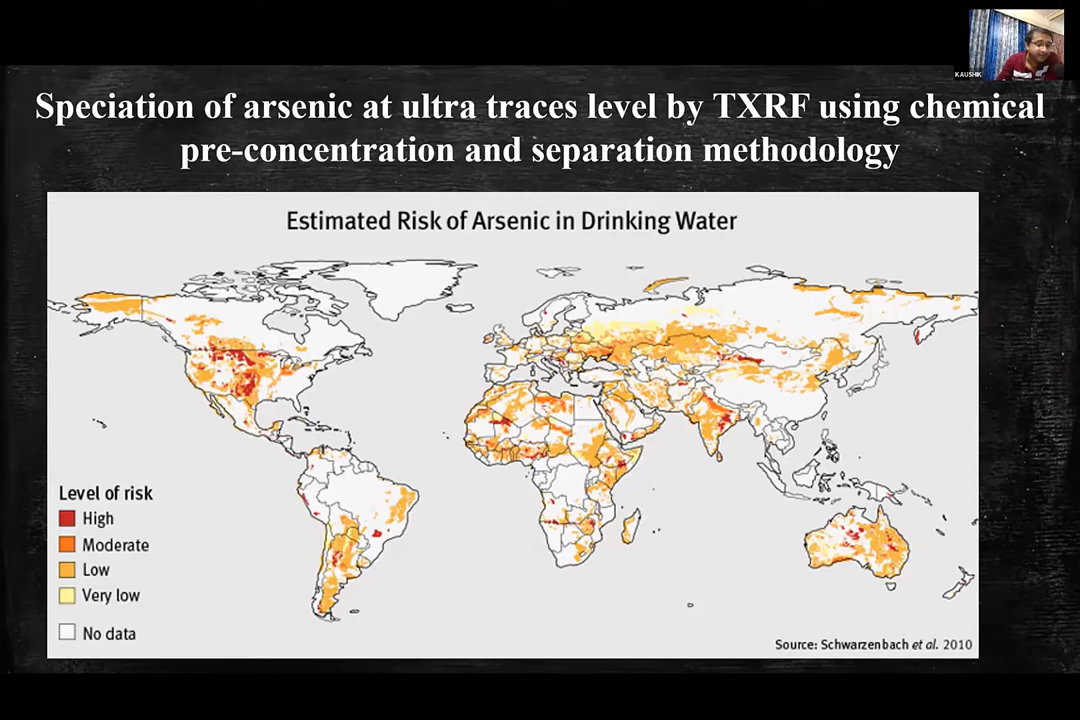 KAUSHIK
Speciation of arsenic at ultra traces level by TXRF using chemical
pre-concentration and separation methodology
Estimated Risk of Arsenic in Drinking Water
Level of risk
High
Moderate
Low
Very low
No data
Source: Schwarzenbach et al. 2010